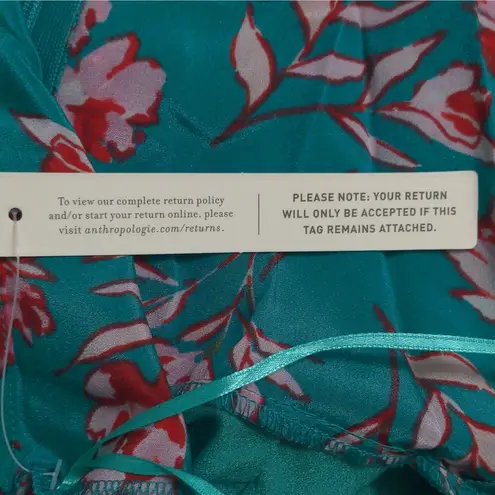 To view our complete return policy
and/or start your return online, please
visit anthropologie.com/returns.
PLEASE NOTE: YOUR RETURN
WILL ONLY BE ACCEPTED IF THIS
TAG REMAINS ATTACHED.